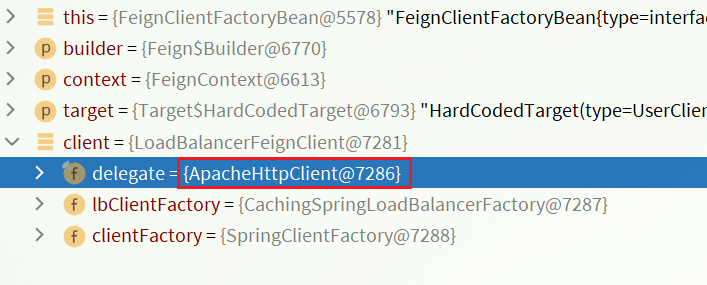 this = {FeignClientFactoryBean@5578} "FeignClientFactoryBean{type=interfac
p builder = {Feign$Builder@6770}
p context = {FeignContext@6613}
p target = {Target$HardCodedTarget@6793} "HardCodedTarget(type=UserClien
client = {LoadBalancerFeignClient@7281}
f delegate = {ApacheHttpClient@7286}
f lbClientFactory = {CachingSpringLoadBalancerFactory@7287}
f clientFactory = {SpringClientFactory@7288}